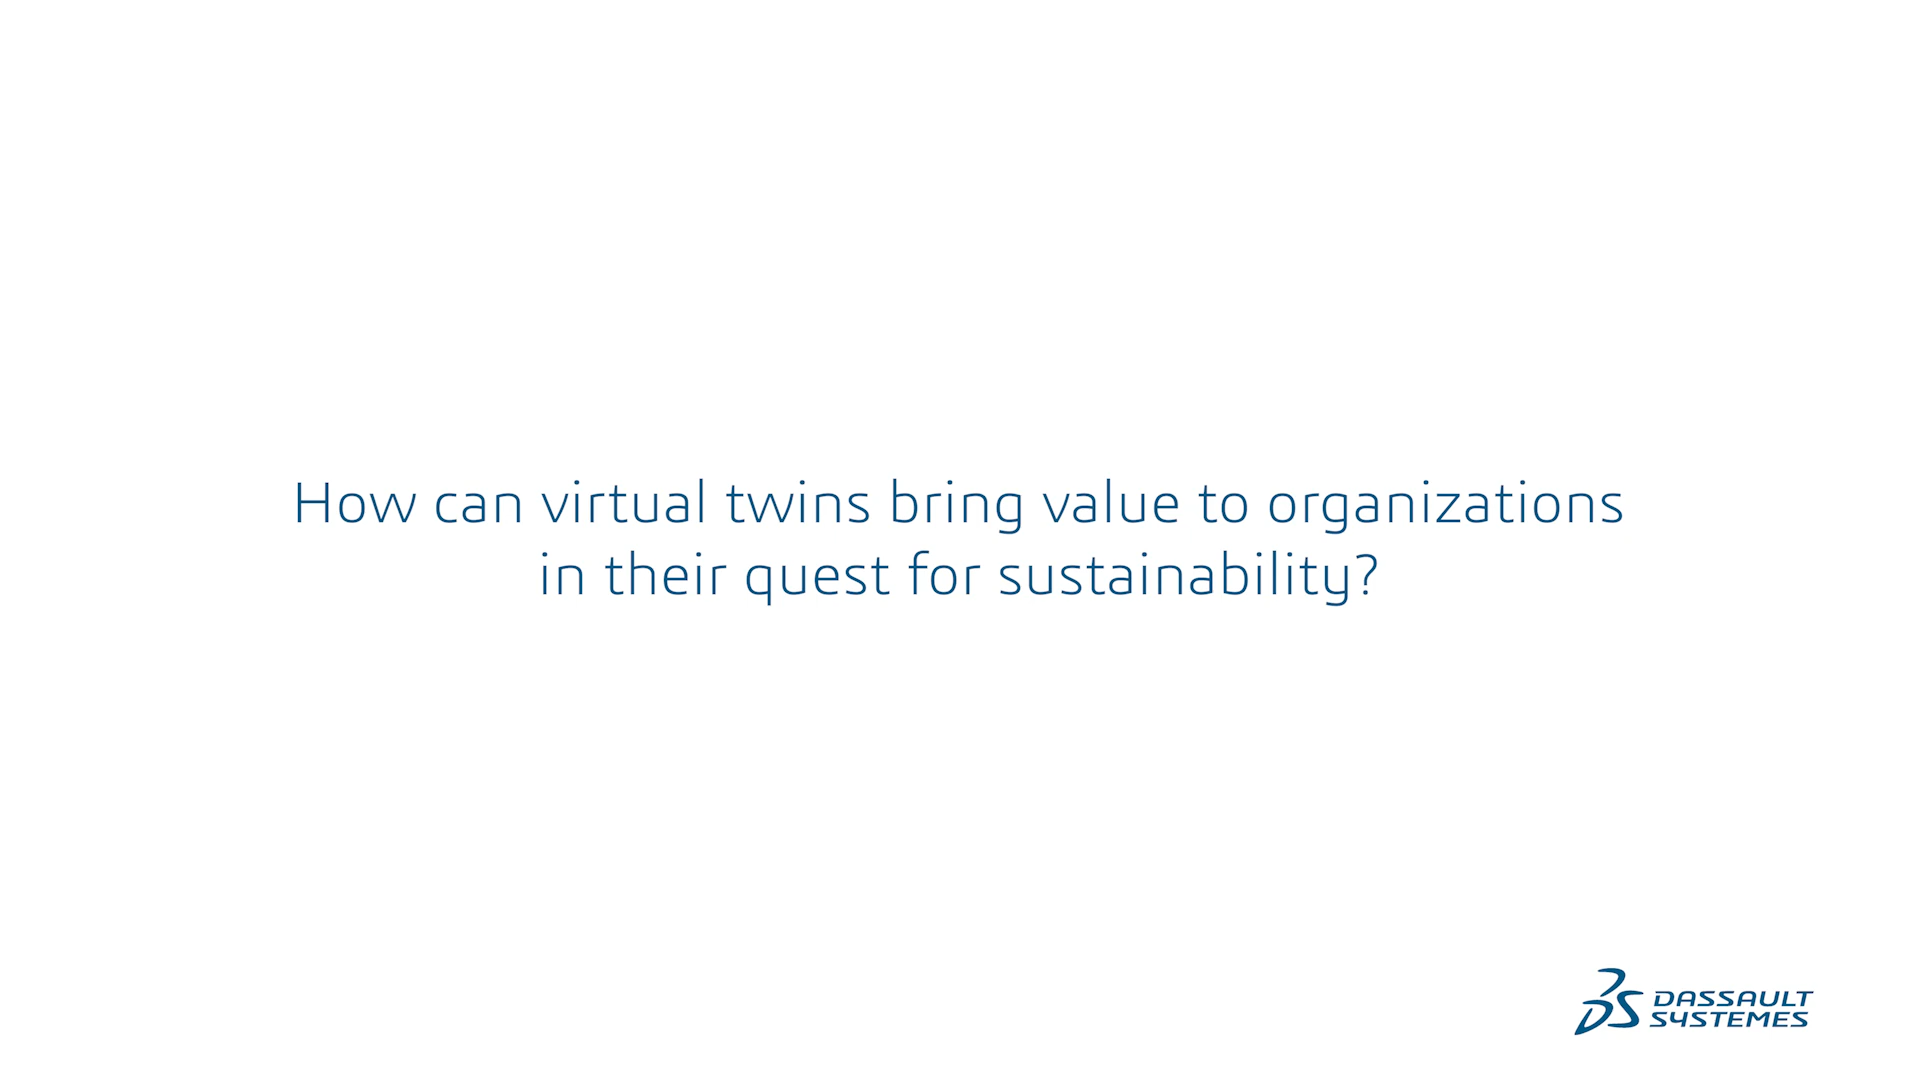 How can virtual twins bring value to organizations
in their quest for sustainability?
DASSAULT
SYSTEMES